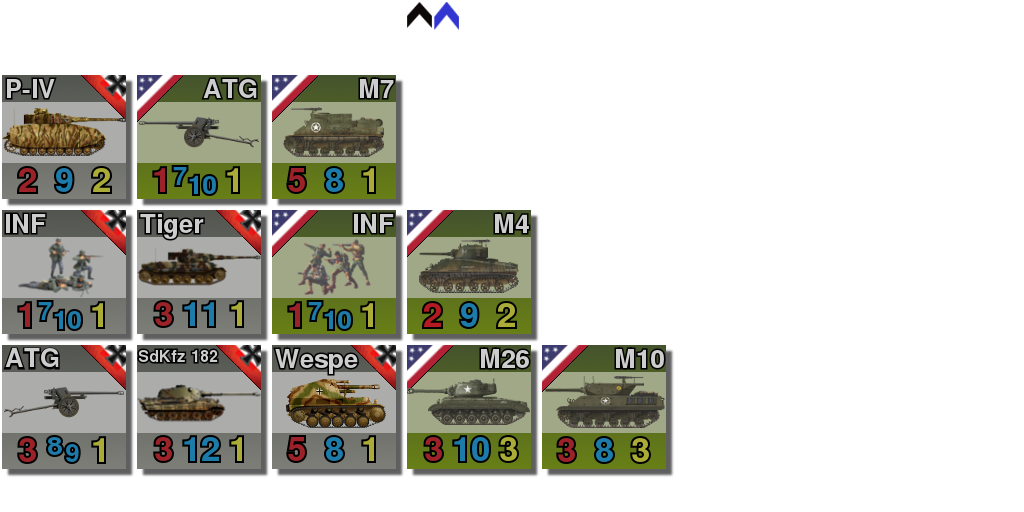 P-IV ATG M7
2 9 2 1 7 10 1 5 8 1
INF Tiger INF M4
1 7 10 1 3 11 1 1 7 10 1 2 9 2
ATG SdKfz 182 Wespe M26 M10
3 8 9 1 3 12 1 5 8 1 3 10 3 3 8 3